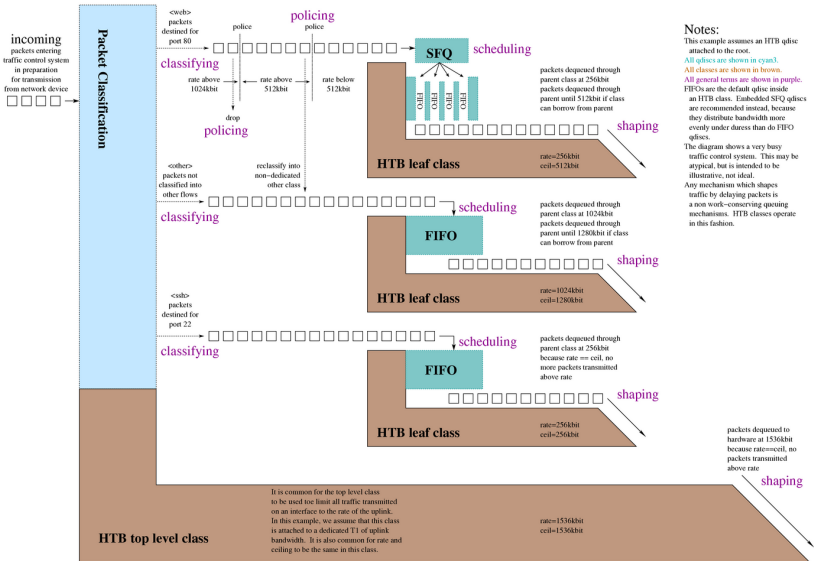 incoming
packets entering
traffic control system
in preparation
for transmission
from network device
Packet Classification
<web>
packets
destined for
port 80
classifying
policing
police
police
rate above
1024kbit
rate above
512kbit
rate below
512kbit
drop
policing
reclassify into
non-dedicated
other class
SFQ
scheduling
FIFO
FIFO
FIFO
FIFO
packets dequeued through
parent class at 256kbit
packets dequeued through
parent until 512kbit if class
can borrow from parent
shaping
HTB leaf class
rate=256kbit
ceil=512kbit
<other>
packets not
classified into
other flows
classifying
scheduling
FIFO
packets dequeued through
parent class at 1024kbit
packets dequeued through
parent until 1280kbit if class
can borrow from parent
shaping
HTB leaf class
rate=1024kbit
ceil=1280kbit
<ssh>
packets
destined for
port 22
classifying
scheduling
FIFO
packets dequeued through
parent class at 256kbit
because rate == ceil, no
more packets transmitted
above rate
shaping
HTB leaf class
rate=256kbit
ceil=256kbit
packets dequeued to
hardware at 1536kbit
because rate==ceil, no
packets transmitted
above rate
shaping
HTB top level class
It is common for the top level class
to be used toe limit all traffic transmitted
on an interface to the rate of the uplink.
In this example, we assume that this class
is attached to a dedicated T1 of uplink
bandwidth. It is also common for rate and
ceiling to be the same in this class.
rate=1536kbit
ceil=1536kbit
Notes:
This example assumes an HTB qdisc
attached to the root.
All qdiscs are shown in cyan3.
All classes are shown in brown.
All general terms are shown in purple.
FIFOs are the default qdisc inside
an HTB class. Embedded SFQ qdiscs
are recommended instead, because
they distribute bandwidth more
evenly under duress than do FIFO
qdiscs.
The diagram shows a very busy
traffic control system. This may be
atypical, but is intended to be
illustrative, not ideal.
Any mechanism which shapes
traffic by delaying packets is
a non work-conserving queuing
mechanisms. HTB classes operate
in this fashion.